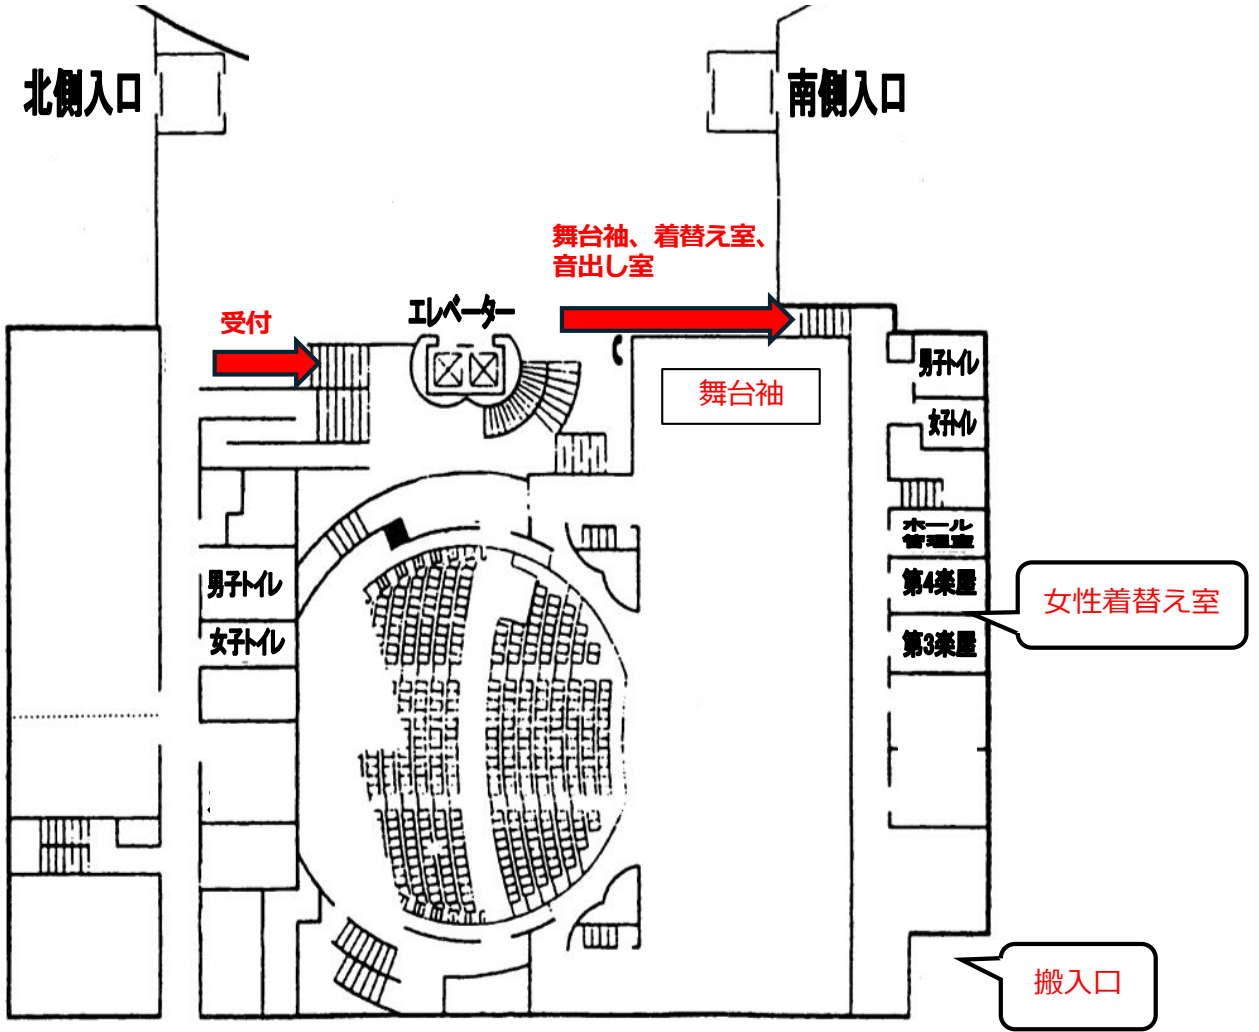 北側入口
南側入口
舞台袖、着替え室、
音出し室
受付
エレベーター
舞台袖
男子トイレ
女子トイレ
ホール
管理室
第4楽屋
女性着替え室
第3楽屋
男子トイレ
女子トイレ
搬入口